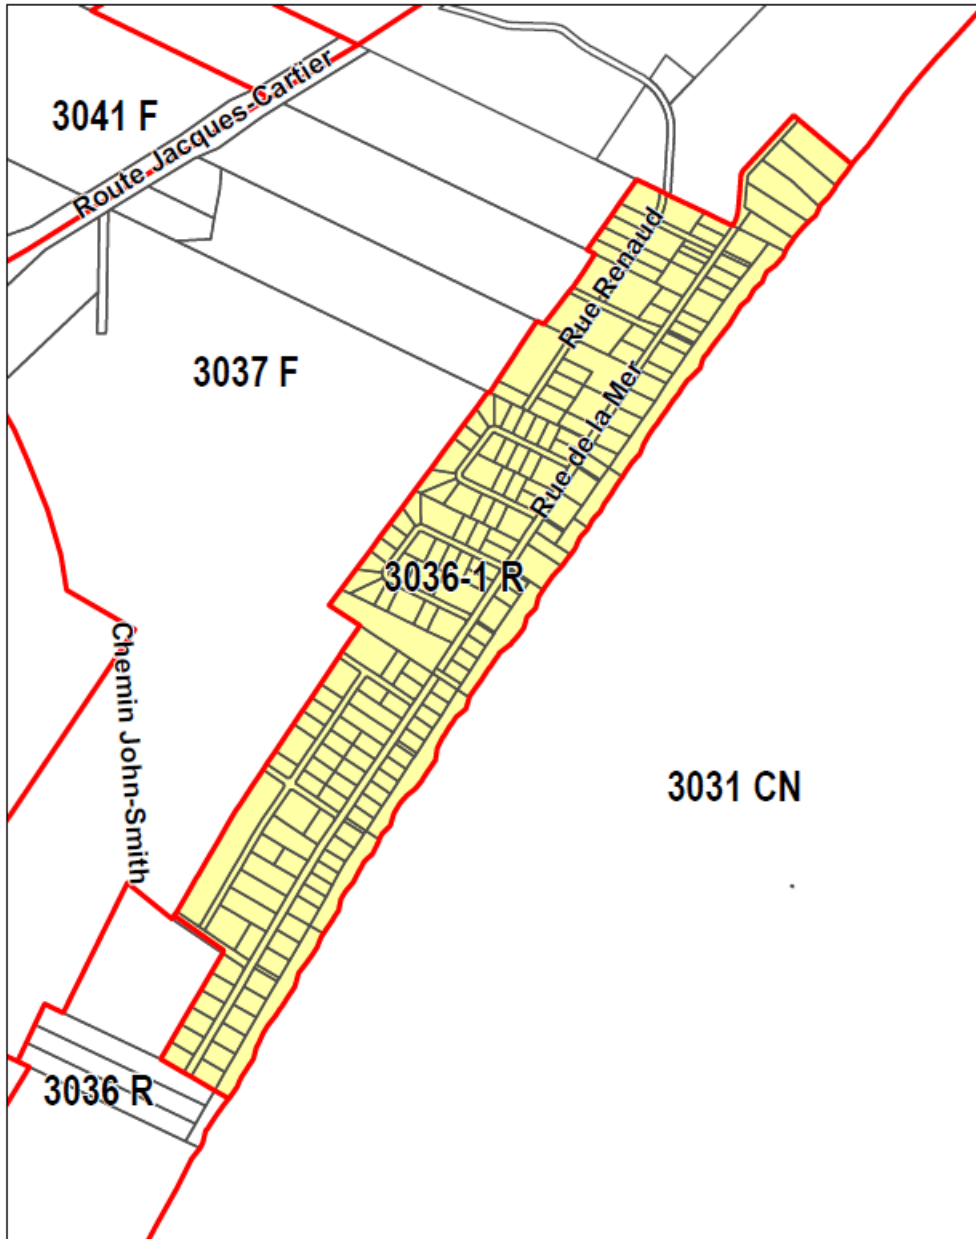 3041 F
Route Jacques-Cartier
Rue Renaud
3037 F
Rue-de-la-Mer
3036-1 R
Chemin John-Smith
3031 CN
3036 R